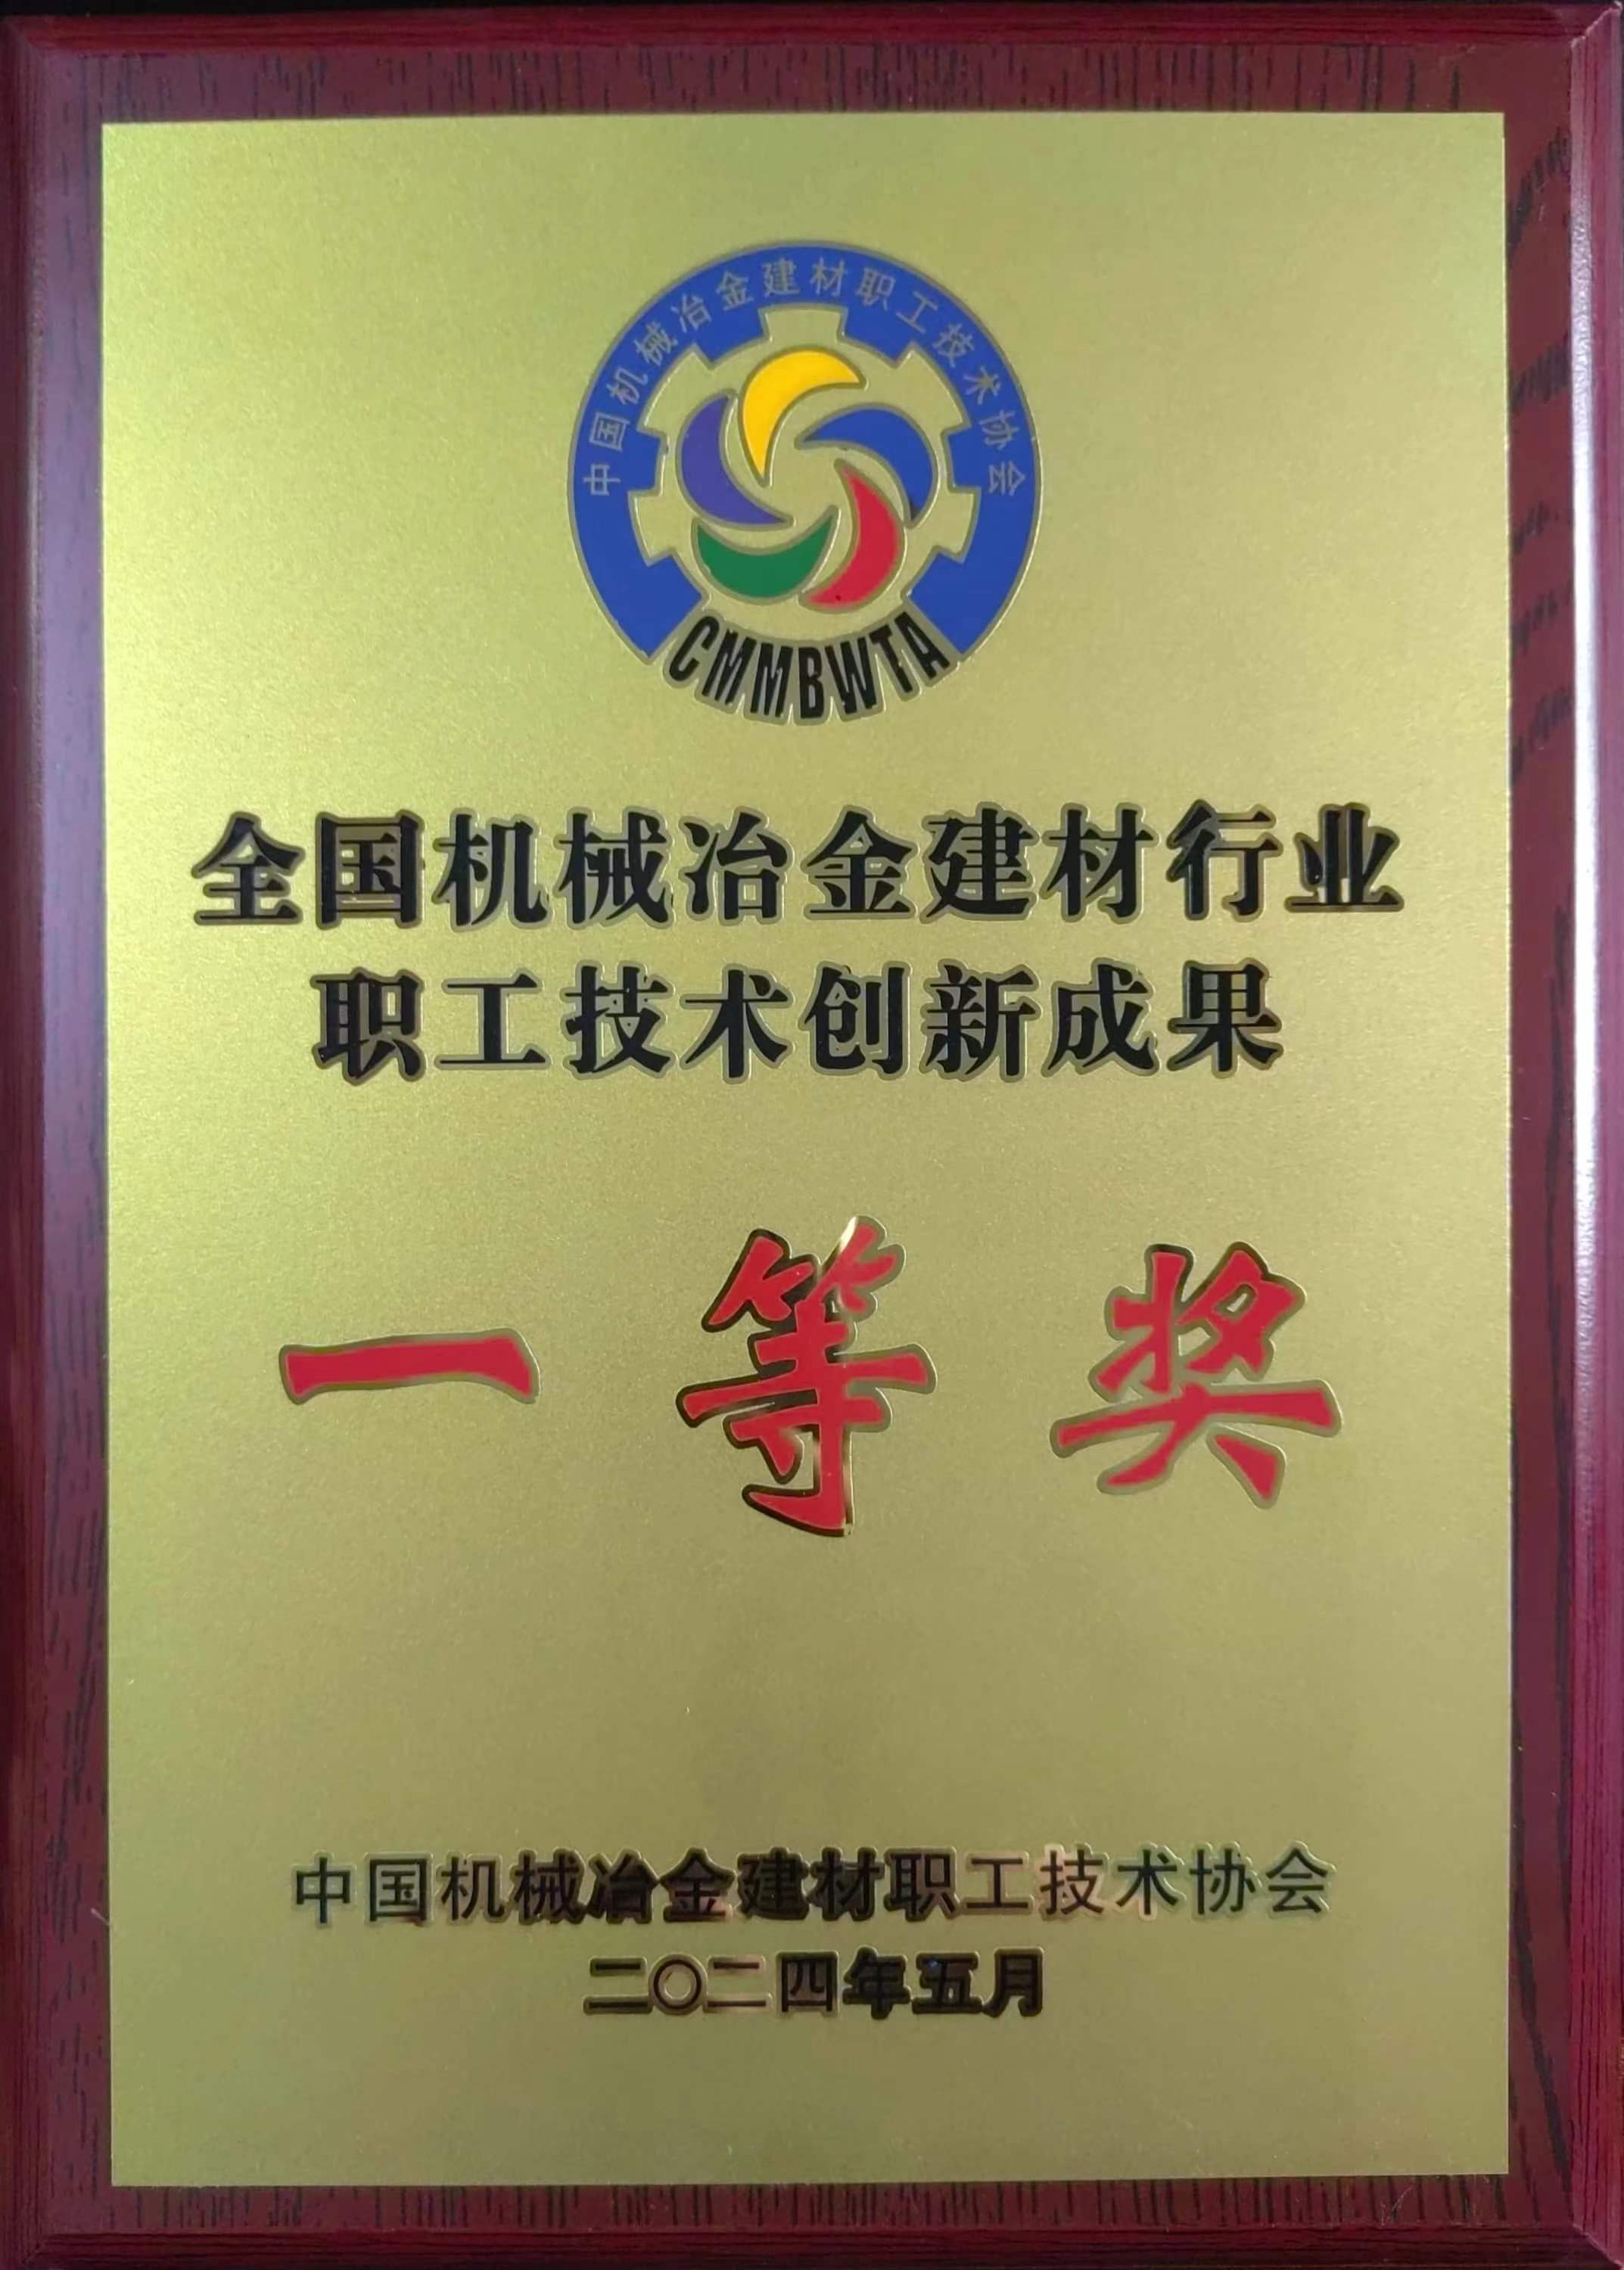 中国机械冶金建材职工技术协会
CMMBWTA
全国机械冶金建材行业
职工技术创新成果
一等奖
中国机械冶金建材职工技术协会
二〇二四年五月